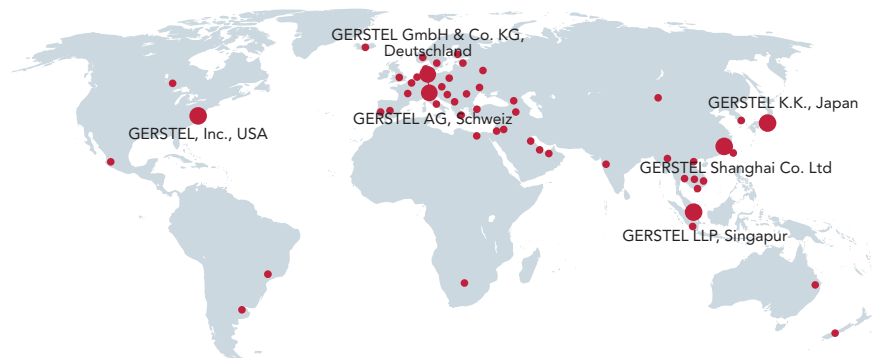 GERSTEL GmbH & Co. KG,
Deutschland
GERSTEL K.K., Japan
GERSTEL, Inc., USA
GERSTEL AG, Schweiz
GERSTEL Shanghai Co. Ltd
GERSTEL LLP, Singapur